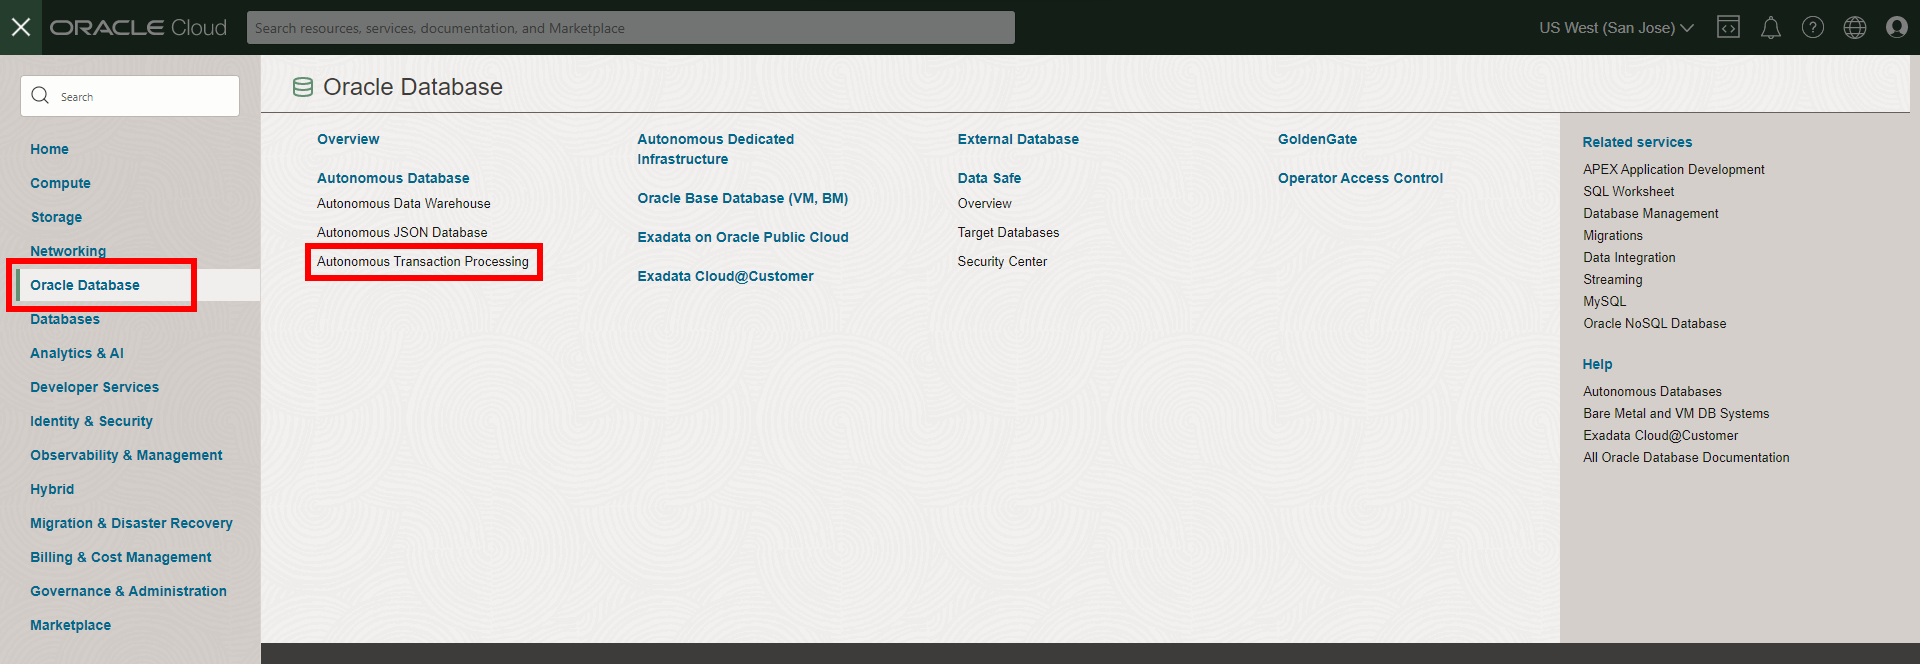 ORACLE Cloud
Search resources, services, documentation, and Marketplace
US West (San Jose)
Search
Home
Compute
Storage
Networking
Oracle Database
Databases
Analytics & AI
Developer Services
Identity & Security
Observability & Management
Hybrid
Migration & Disaster Recovery
Billing & Cost Management
Governance & Administration
Marketplace
Oracle Database
Overview
Autonomous Database
Autonomous Data Warehouse
Autonomous JSON Database
Autonomous Transaction Processing
Autonomous Dedicated
Infrastructure
Oracle Base Database (VM, BM)
Exadata on Oracle Public Cloud
Exadata Cloud@Customer
External Database
Data Safe
Overview
Target Databases
Security Center
GoldenGate
Operator Access Control
Related services
APEX Application Development
SQL Worksheet
Database Management
Migrations
Data Integration
Streaming
MySQL
Oracle NoSQL Database
Help
Autonomous Databases
Bare Metal and VM DB Systems
Exadata Cloud@Customer
All Oracle Database Documentation